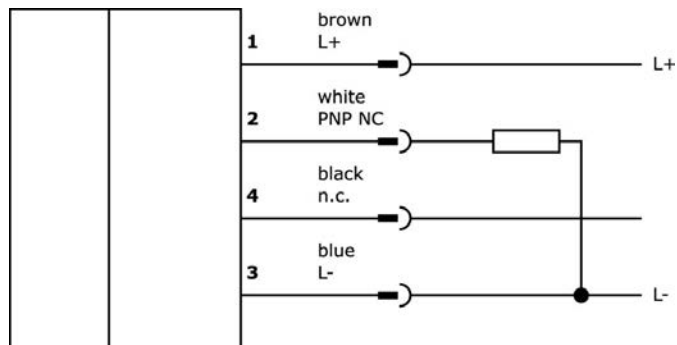 brown
1 L+
L+
white
2 PNP NC
black
4 n.c.
blue
3 L-
L-